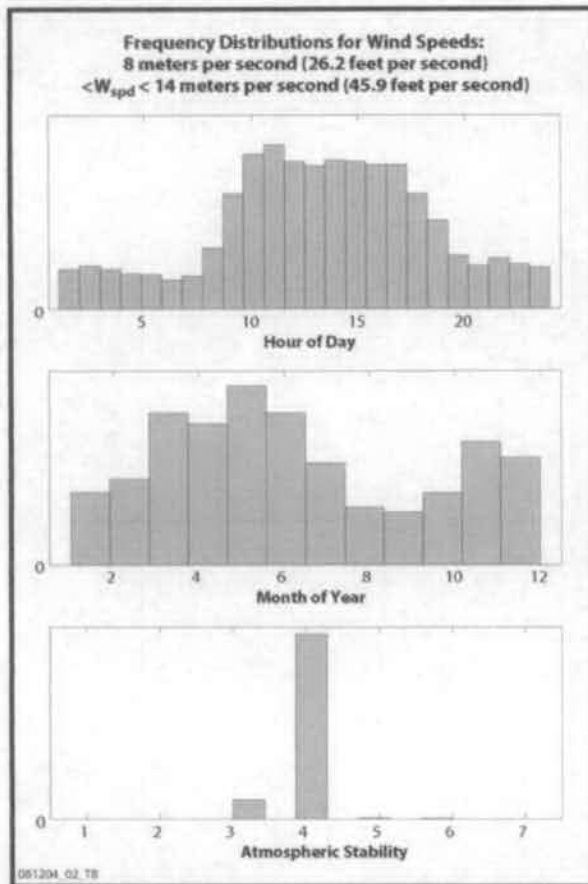 Frequency Distributions for Wind Speeds:
8 meters per second (26.2 feet per second)
<Wspd < 14 meters per second (45.9 feet per second)
0
5 10 15 20
Hour of Day
0
2 4 6 8 10 12
Month of Year
0
1 2 3 4 5 6 7
Atmospheric Stability
081204_02_T8